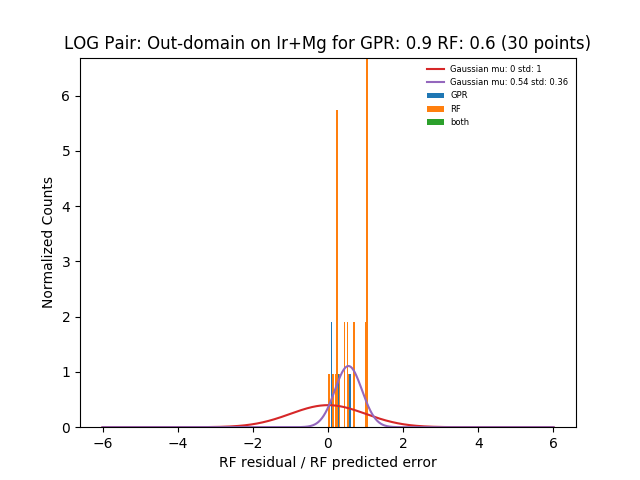 LOG Pair: Out-domain on Ir+Mg for GPR: 0.9 RF: 0.6 (30 points)
Gaussian mu: 0 std: 1
Gaussian mu: 0.54 std: 0.36
GPR
RF
both
Normalized Counts
6
5
4
3
2
1
0
−6 −4 −2 0 2 4 6
RF residual / RF predicted error